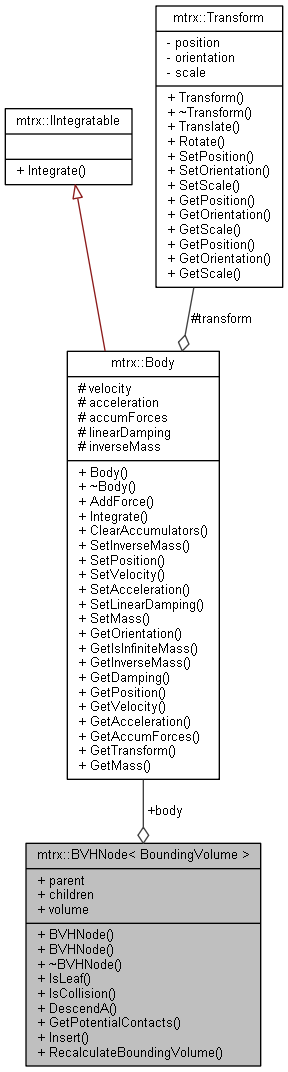 mtrx::Transform
- position
- orientation
- scale
+ Transform()
+ ~Transform()
+ Translate()
+ Rotate()
+ SetPosition()
+ SetOrientation()
+ SetScale()
+ GetPosition()
+ GetOrientation()
+ GetScale()
+ GetPosition()
+ GetOrientation()
+ GetScale()
mtrx::IIntegratable
+ Integrate()
#transform
mtrx::Body
# velocity
# acceleration
# accumForces
# linearDamping
# inverseMass
+ Body()
+ ~Body()
+ AddForce()
+ Integrate()
+ ClearAccumulators()
+ SetInverseMass()
+ SetPosition()
+ SetVelocity()
+ SetAcceleration()
+ SetLinearDamping()
+ SetMass()
+ GetOrientation()
+ GetIsInfiniteMass()
+ GetInverseMass()
+ GetDamping()
+ GetPosition()
+ GetVelocity()
+ GetAcceleration()
+ GetAccumForces()
+ GetTransform()
+ GetMass()
+body
mtrx::BVHNode< BoundingVolume >
+ parent
+ children
+ volume
+ BVHNode()
+ BVHNode()
+ ~BVHNode()
+ IsLeaf()
+ IsCollision()
+ DescendA()
+ GetPotentialContacts()
+ Insert()
+ RecalculateBoundingVolume()